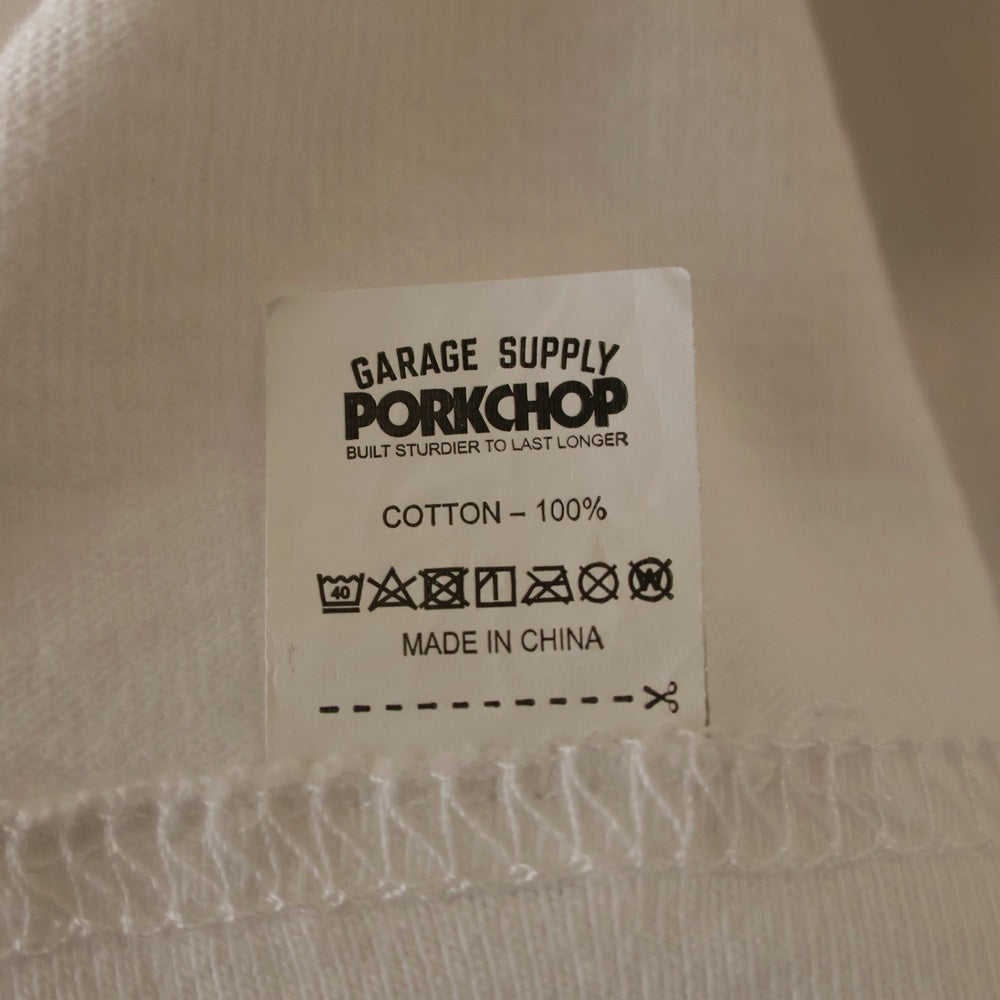 GARAGE SUPPLY
PORKCHOP
BUILT STURDIER TO LAST LONGER
COTTON – 100%
40 W
MADE IN CHINA